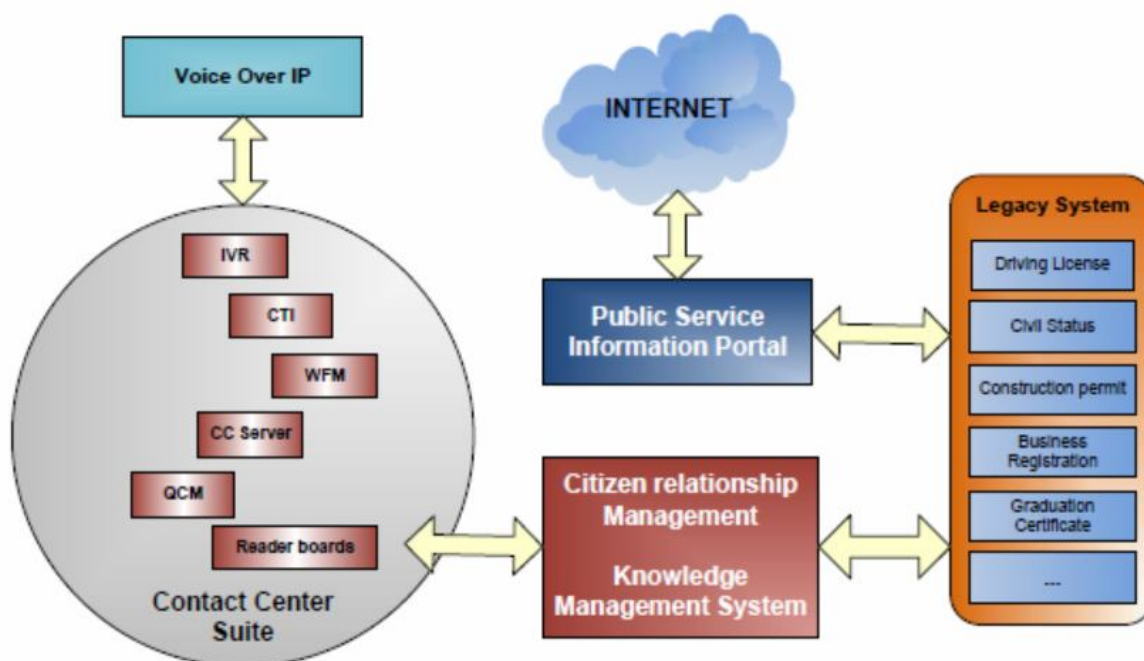 Voice Over IP
INTERNET
IVR
CTI
WFM
CC Server
QCM
Reader boards
Contact Center
Suite
Public Service
Information Portal
Citizen relationship
Management
Knowledge
Management System
Legacy System
Driving License
Civil Status
Construction permit
Business
Registration
Graduation
Certificate
...